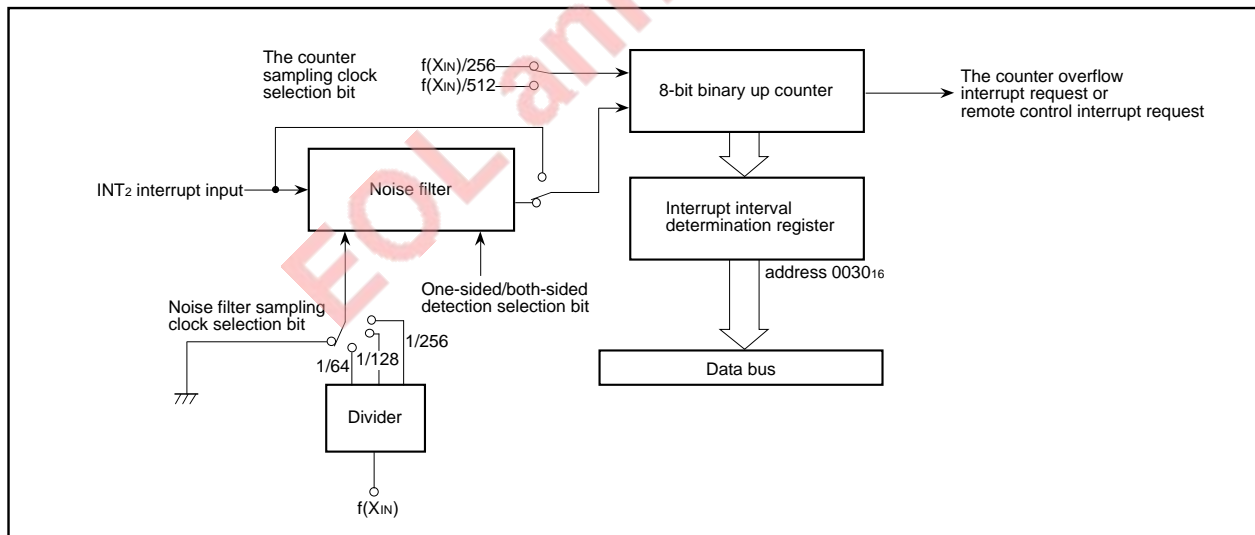 The counter
sampling clock
selection bit
f(XIN)/256
f(XIN)/512
8-bit binary up counter
The counter overflow
interrupt request or
remote control interrupt request
INT2 interrupt input
Noise filter
Interrupt interval
determination register
address 003016
One-sided/both-sided
detection selection bit
Noise filter sampling
clock selection bit
1/64
1/128
1/256
Data bus
Divider
f(XIN)
EOL ann